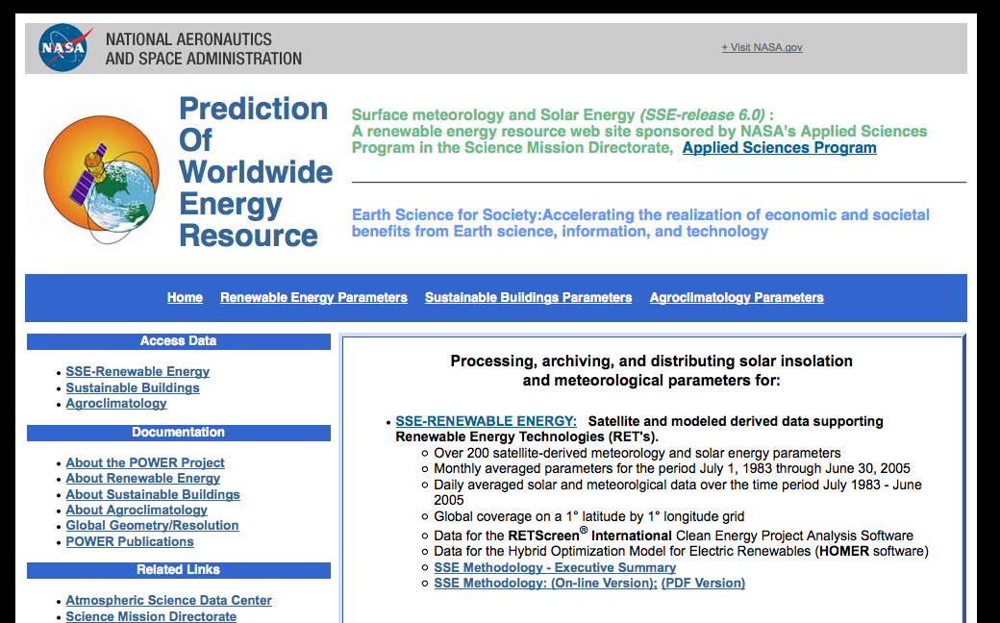 NASA
NATIONAL AERONAUTICS
AND SPACE ADMINISTRATION
+ Visit NASA.gov
Prediction
Of
Worldwide
Energy
Resource
Surface meteorology and Solar Energy (SSE-release 6.0) :
A renewable energy resource web site sponsored by NASA's Applied Sciences
Program in the Science Mission Directorate, Applied Sciences Program
Earth Science for Society:Accelerating the realization of economic and societal
benefits from Earth science, information, and technology
Home Renewable Energy Parameters Sustainable Buildings Parameters Agroclimatology Parameters
Access Data
• SSE-Renewable Energy
• Sustainable Buildings
• Agroclimatology
Documentation
• About the POWER Project
• About Renewable Energy
• About Sustainable Buildings
• About Agroclimatology
• Global Geometry/Resolution
• POWER Publications
Related Links
• Atmospheric Science Data Center
• Science Mission Directorate
Processing, archiving, and distributing solar insolation
and meteorological parameters for:
• SSE-RENEWABLE ENERGY: Satellite and modeled derived data supporting
Renewable Energy Technologies (RET's).
○ Over 200 satellite-derived meteorology and solar energy parameters
○ Monthly averaged parameters for the period July 1, 1983 through June 30, 2005
○ Daily averaged solar and meteorolgical data over the time period July 1983 - June
2005
○ Global coverage on a 1° latitude by 1° longitude grid
○ Data for the RETScreen® International Clean Energy Project Analysis Software
○ Data for the Hybrid Optimization Model for Electric Renewables (HOMER software)
○ SSE Methodology - Executive Summary
○ SSE Methodology: (On-line Version); (PDF Version)